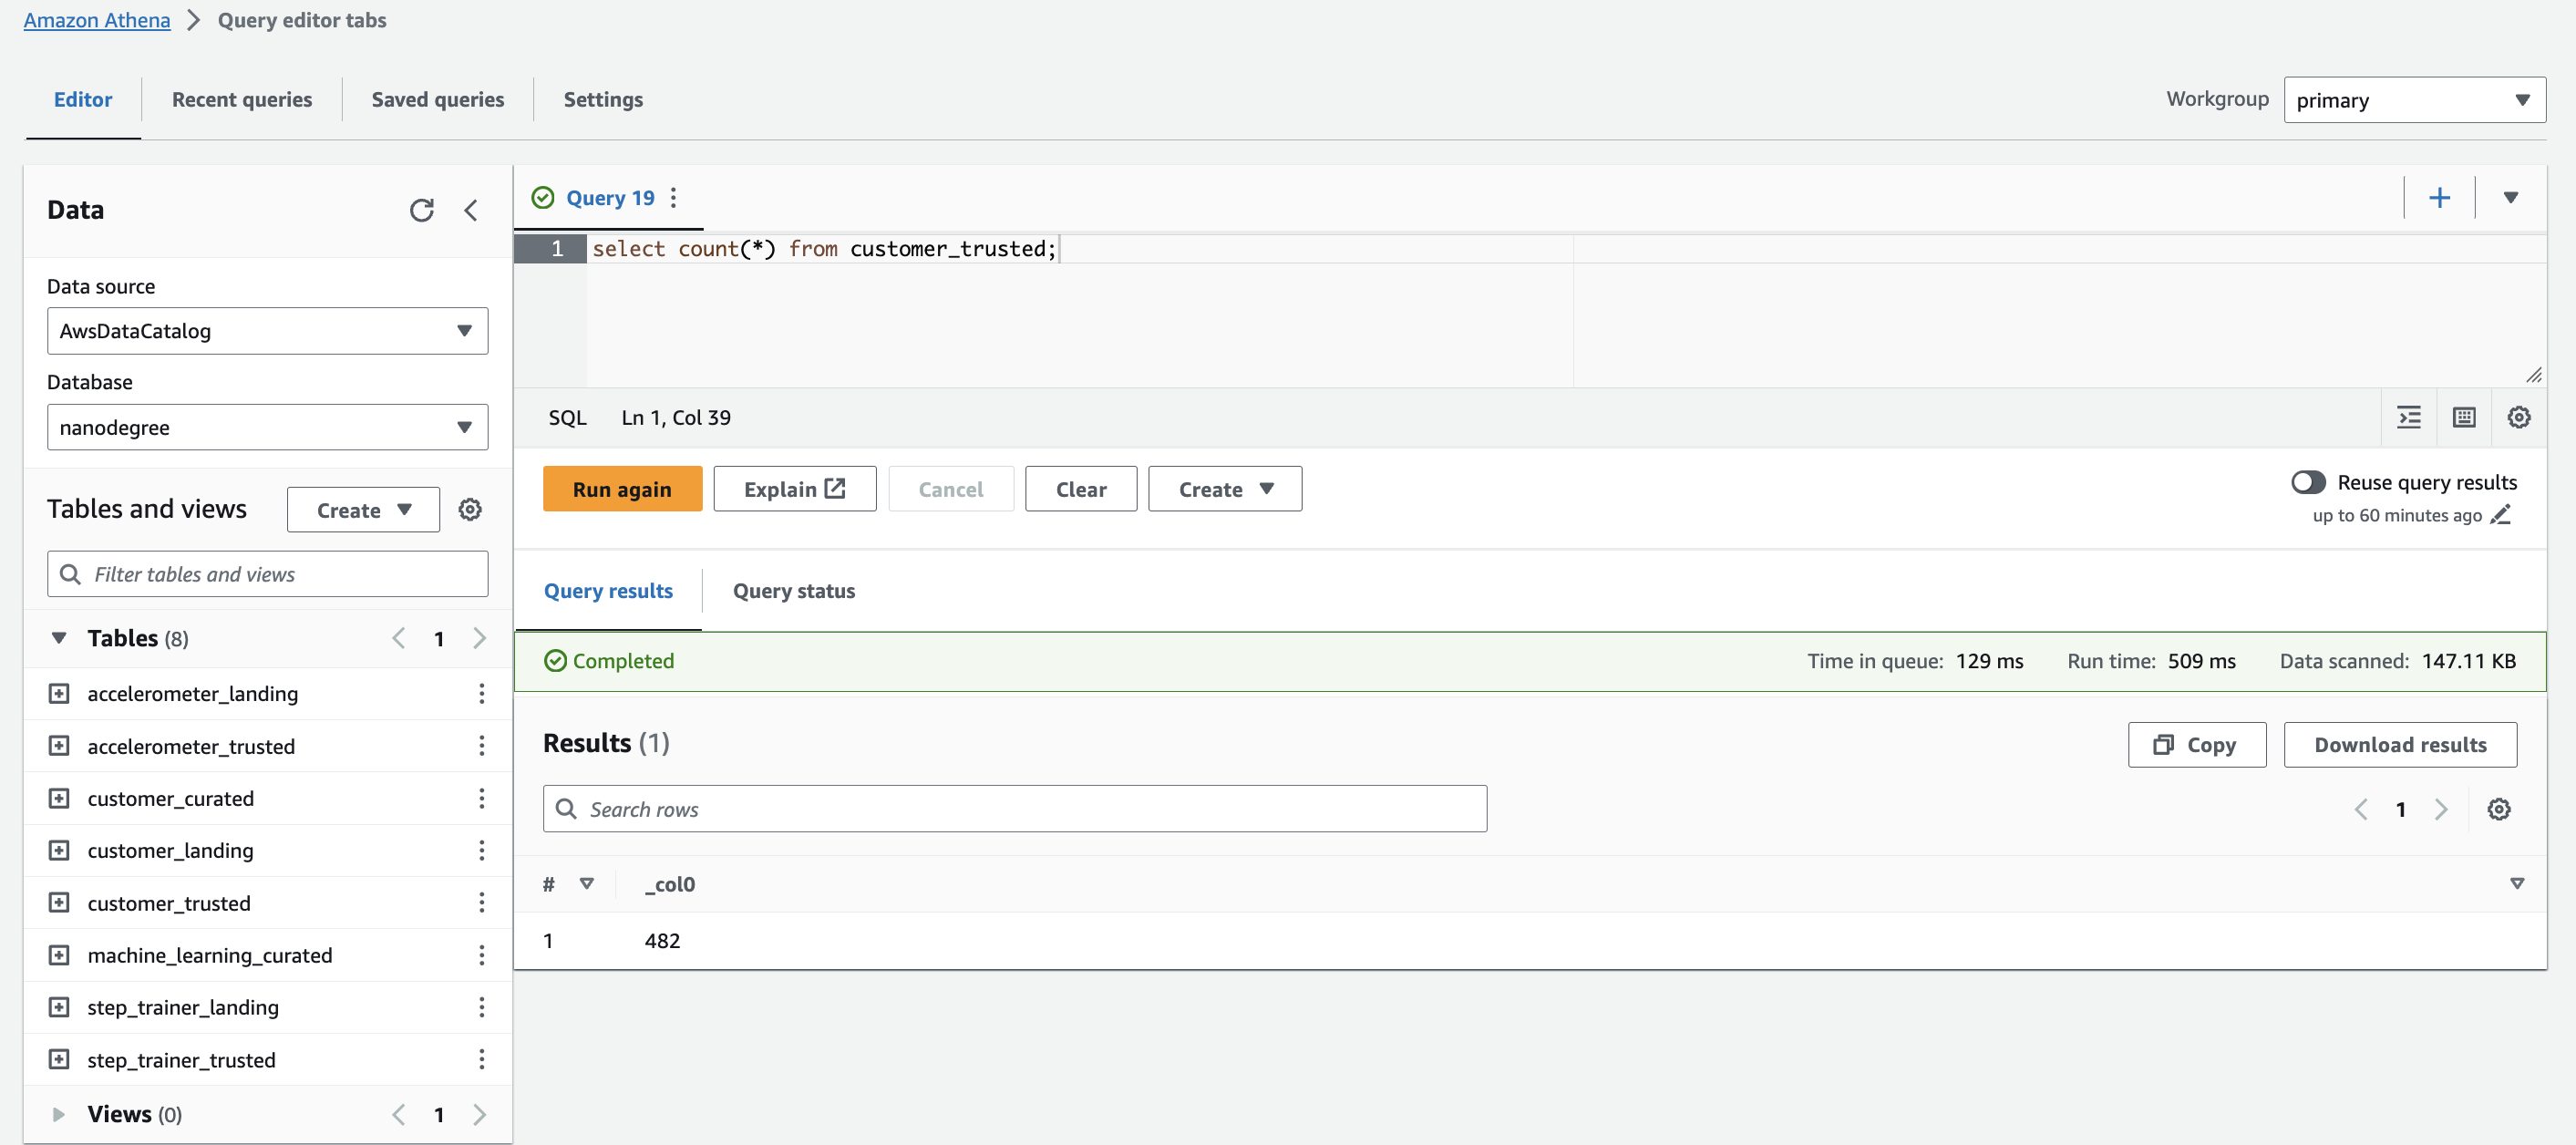 Amazon Athena > Query editor tabs
Editor Recent queries Saved queries Settings
Workgroup primary
Data
Data source
AwsDataCatalog
Database
nanodegree
Tables and views Create
Filter tables and views
Tables (8) 1
accelerometer_landing
accelerometer_trusted
customer_curated
customer_landing
customer_trusted
machine_learning_curated
step_trainer_landing
step_trainer_trusted
Views (0) 1
Query 19
1 select count(*) from customer_trusted;
SQL Ln 1, Col 39
Run again Explain Cancel Clear Create
Reuse query results
up to 60 minutes ago
Query results Query status
Completed Time in queue: 129 ms Run time: 509 ms Data scanned: 147.11 KB
Results (1) Copy Download results
Search rows 1
# _col0
1 482